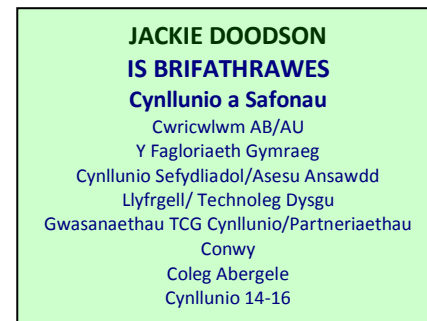 JACKIE DOODSON
IS BRIFATHRAWES
Cynllunio a Safonau
Cwricwlwm AB/AU
Y Fagloriaeth Gymraeg
Cynllunio Sefydliadol/Asesu Ansawdd
Llyfrgell/ Technoleg Dysgu
Gwasanaethau TCG Cynllunio/Partneriaethau
Conwy
Coleg Abergele
Cynllunio 14-16